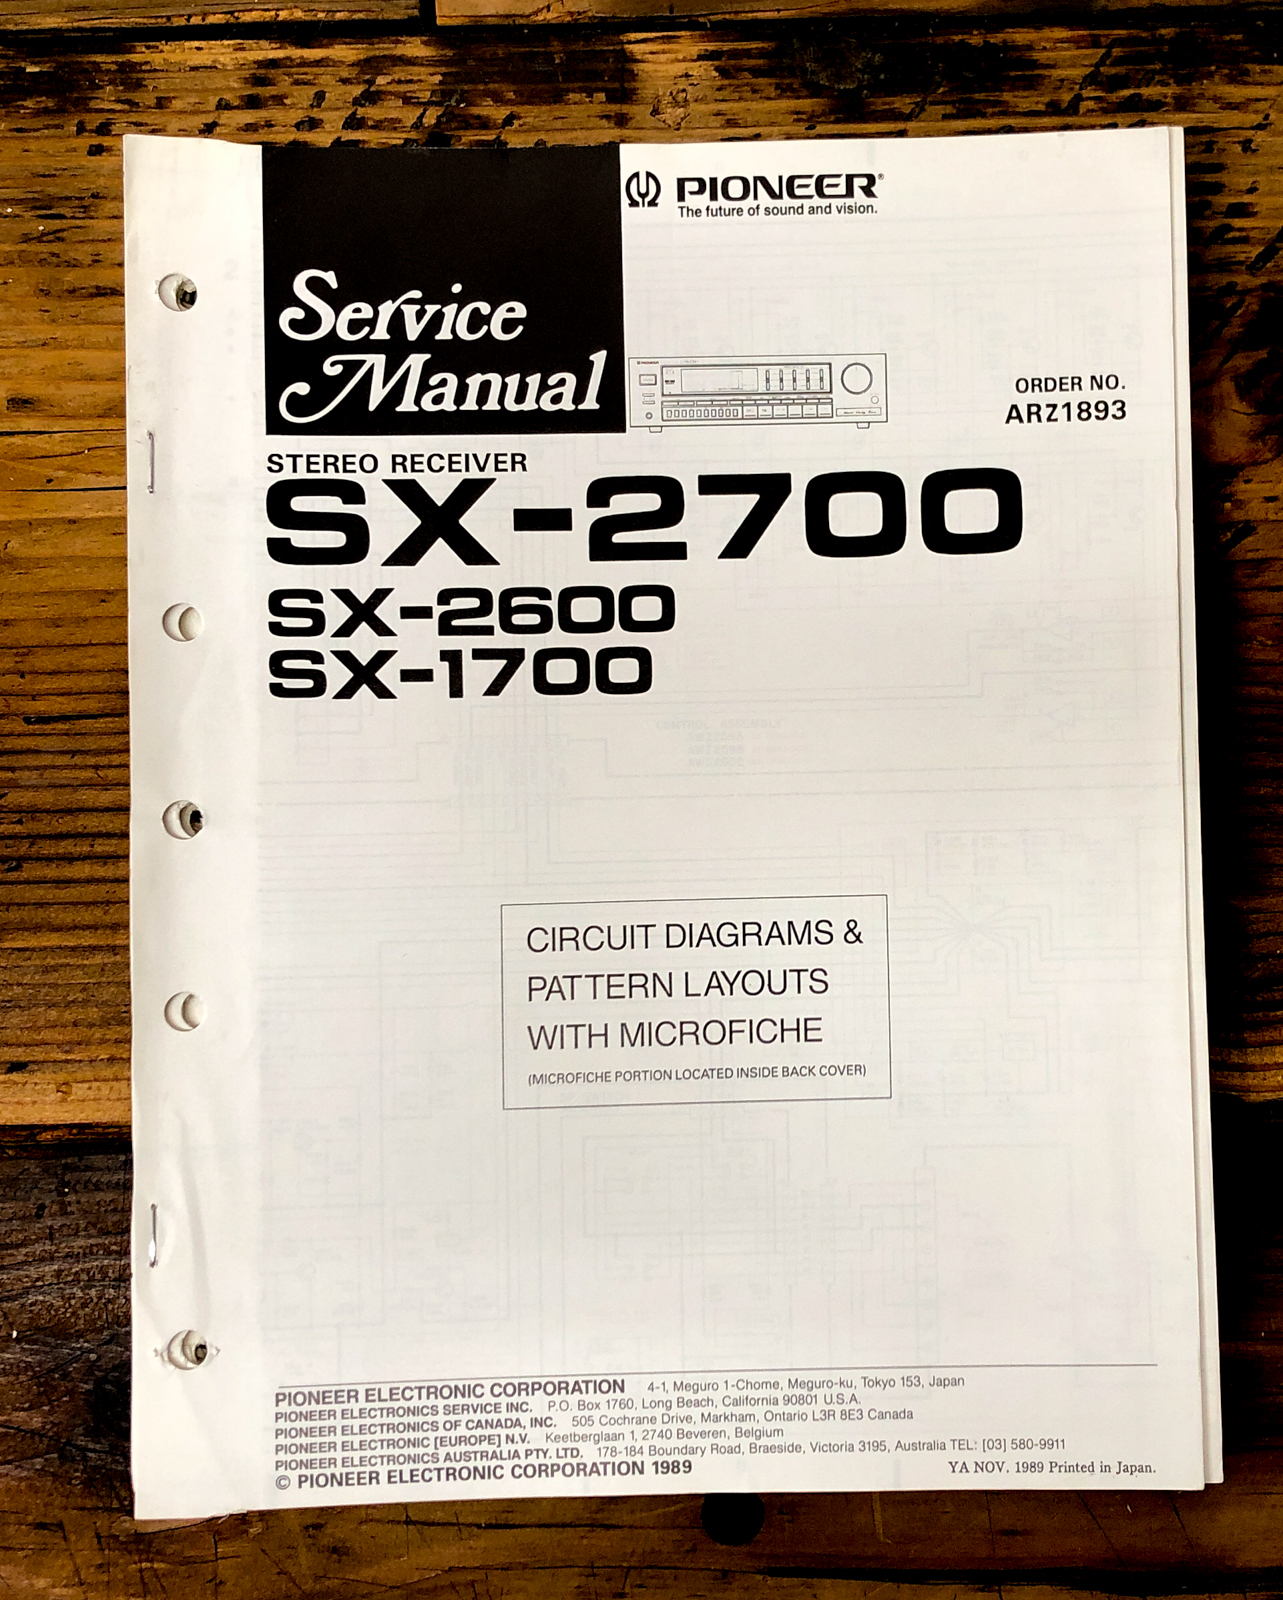 PIONEER®
The future of sound and vision.
Service
Manual
ORDER NO.
ARZ1893
STEREO RECEIVER
SX-2700
SX-2600
SX-1700
CIRCUIT DIAGRAMS &
PATTERN LAYOUTS
WITH MICROFICHE
(MICROFICHE PORTION LOCATED INSIDE BACK COVER)
PIONEER ELECTRONIC CORPORATION 4-1, Meguro 1-Chome, Meguro-ku, Tokyo 153, Japan
PIONEER ELECTRONICS SERVICE INC. P.O. Box 1760, Long Beach, California 90801 U.S.A.
PIONEER ELECTRONICS OF CANADA, INC. 505 Cochrane Drive, Markham, Ontario L3R 8E3 Canada
PIONEER ELECTRONIC [EUROPE] N.V. Keetberglaan 1, 2740 Beveren, Belgium
PIONEER ELECTRONICS AUSTRALIA PTY. LTD. 178-184 Boundary Road, Braeside, Victoria 3195, Australia TEL: [03] 580-9911
© PIONEER ELECTRONIC CORPORATION 1989
YA NOV. 1989 Printed in Japan.